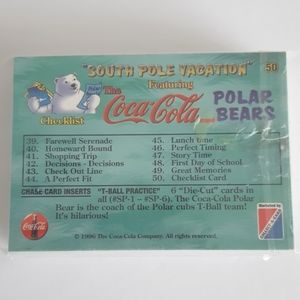 "SOUTH POLE VACATION"
50
Featuring
The Coca-Cola POLAR BEARS
Checklist
39. Farewell Serenade
40. Homeward Bound
41. Shopping Trip
42. Decisions - Decisions
43. Check Out Line
44. A Perfect Fit
45. Lunch Time
46. Perfect Timing
47. Story Time
48. First Day of School
49. Great Memories
50. Checklist Card
CHASE CARD INSERTS "T-BALL PRACTICE" 6 "Die-Cut" cards in
all (#SP-1 – #SP-6). The Coca-Cola Polar
Bear is the coach of the Polar cubs T-Ball team!
It's hilarious!
Coca-Cola
© 1996 The Coca-Cola Company. All rights reserved.